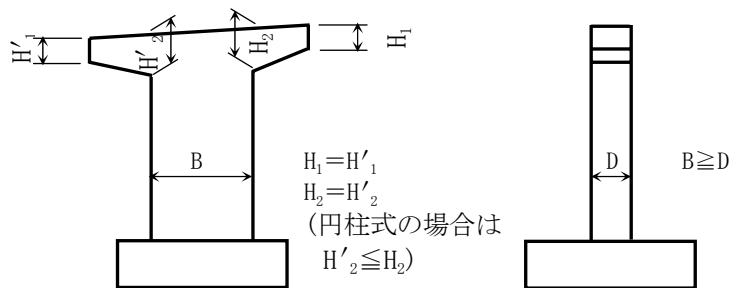 H′₁
H′₂
H₂
H₁
B
H₁=H′₁
H₂=H′₂
(円柱式の場合は
H′₂≦H₂)
D
B≧D